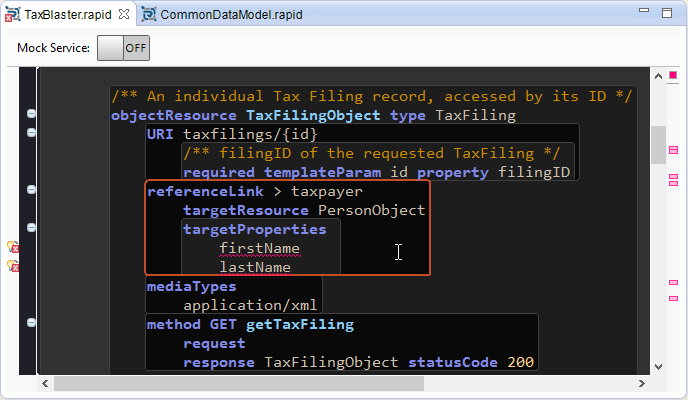 TaxBlaster.rapid CommonDataModel.rapid
Mock Service: OFF
/** An individual Tax Filing record, accessed by its ID */
objectResource TaxFilingObject type TaxFiling
URI taxfilings/{id}
/** filingID of the requested TaxFiling */
required templateParam id property filingID
referenceLink > taxpayer
targetResource PersonObject
targetProperties
firstName
lastName
mediaTypes
application/xml
method GET getTaxFiling
request
response TaxFilingObject statusCode 200